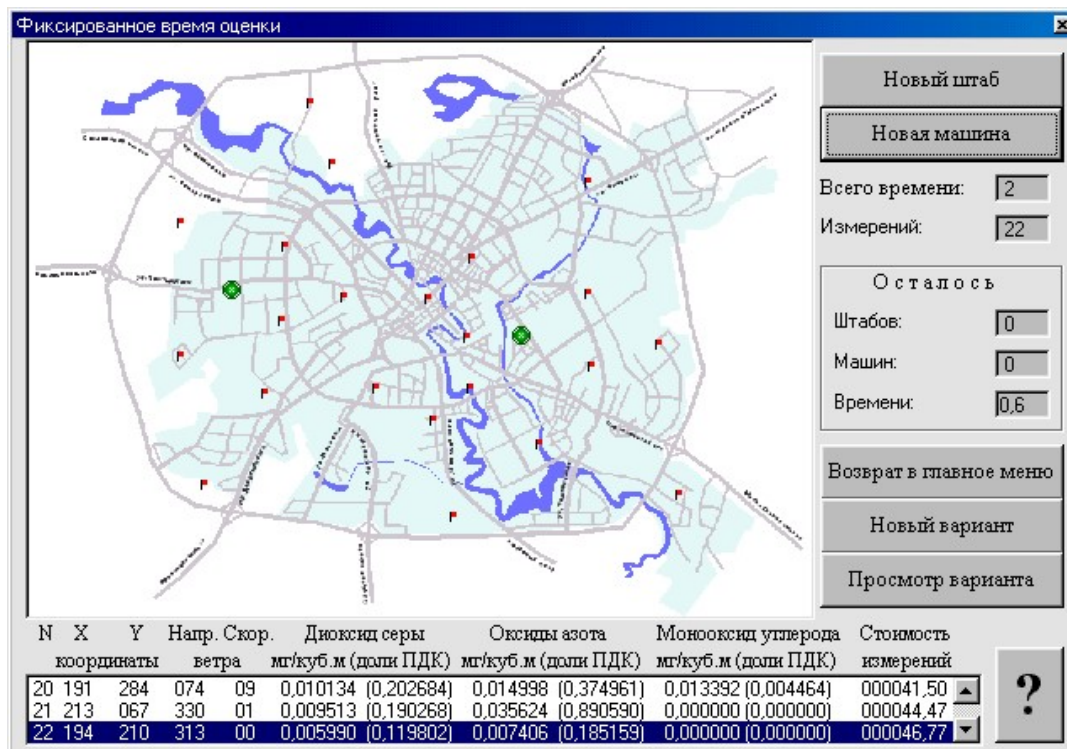 Фиксированное время оценки
Новый штаб
Новая машина
Всего времени: 2
Измерений: 22
Осталось
Штабов: 0
Машин: 0
Времени: 0,6
Возврат в главное меню
Новый вариант
Просмотр варианта
N X Y Напр. Скор. Диоксид серы Оксиды азота Монооксид углерода Стоимость
координаты ветра мг/куб.м (доли ПДК) мг/куб.м (доли ПДК) мг/куб.м (доли ПДК) измерений
20 191 284 074 09 0,010134 (0,202684) 0,014998 (0,374961) 0,013392 (0,004464) 000041,50
21 213 067 330 01 0,009513 (0,190268) 0,035624 (0,890590) 0,000000 (0,000000) 000044,47
22 194 210 313 00 0,005990 (0,119802) 0,007406 (0,185159) 0,000000 (0,000000) 000046,77
?